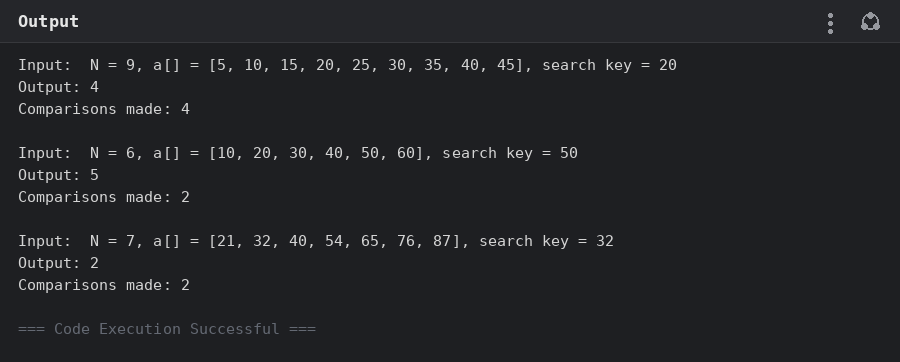 Output
Input:  N = 9, a[] = [5, 10, 15, 20, 25, 30, 35, 40, 45], search key = 20
Output: 4
Comparisons made: 4
Input:  N = 6, a[] = [10, 20, 30, 40, 50, 60], search key = 50
Output: 5
Comparisons made: 2
Input:  N = 7, a[] = [21, 32, 40, 54, 65, 76, 87], search key = 32
Output: 2
Comparisons made: 2
=== Code Execution Successful ===